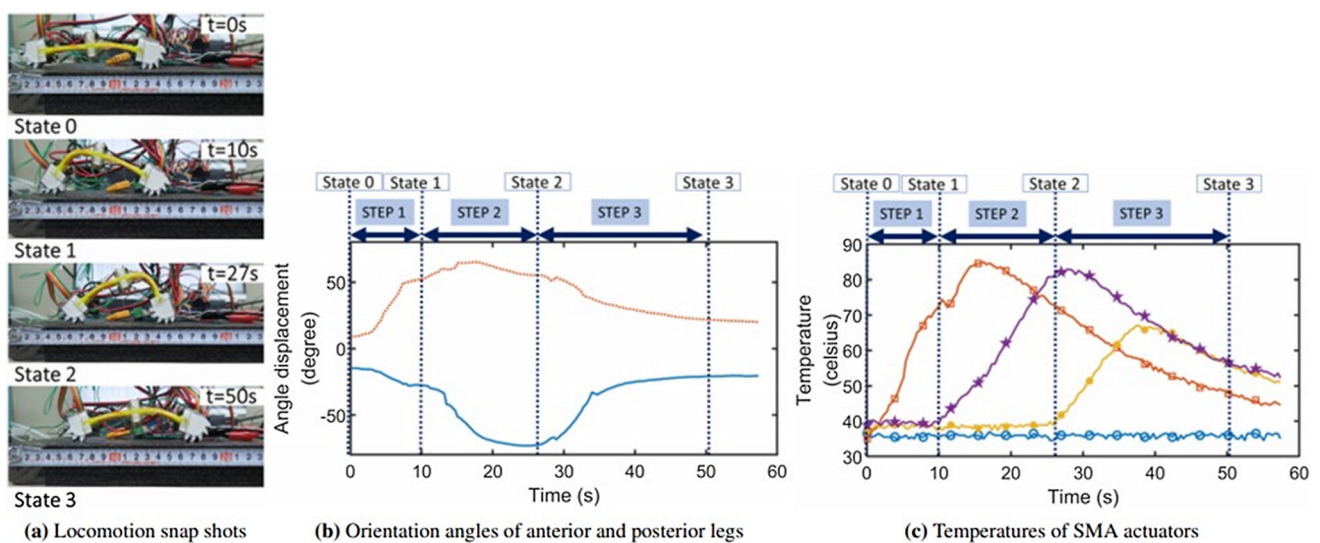 t=0s
State 0
t=10s
State 1
t=27s
State 2
t=50s
State 3
(a) Locomotion snap shots
State 0 State 1 State 2 State 3
STEP 1 STEP 2 STEP 3
50
0
-50
0 10 20 30 40 50 60
Angle displacement
(degree)
Time (s)
(b) Orientation angles of anterior and posterior legs
State 0 State 1 State 2 State 3
STEP 1 STEP 2 STEP 3
90
80
70
60
50
40
30
0 10 20 30 40 50 60
Temperature
(celsius)
Time (s)
(c) Temperatures of SMA actuators